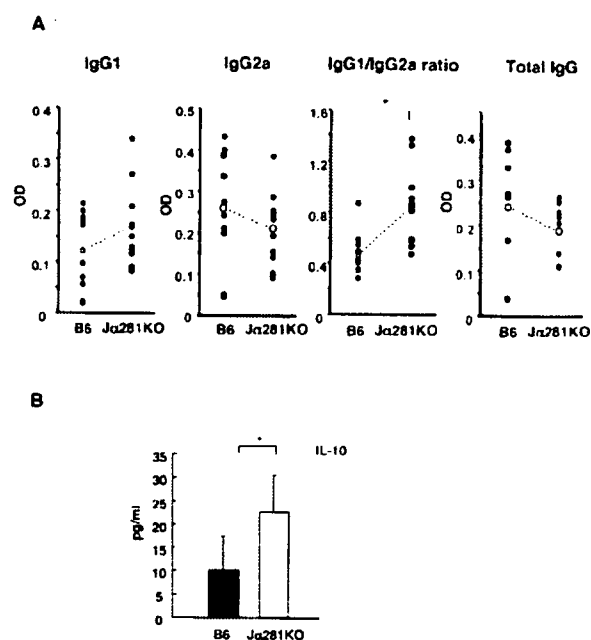 A
IgG1 IgG2a IgG1/IgG2a ratio Total IgG
0.4 0.5 1.6
0.3 0.4 1.2 0.4
0.2 0.3 0.8 0.3
0.1 0.2 0.4 0.2
0 0.1 0.0 0.1
0 0
OD OD OD
B6 Jα281KO B6 Jα281KO B6 Jα281KO B6 Jα281KO
*
B
* IL-10
35
30
25
20
15
10
5
0
pg/ml
B6 Jα281KO